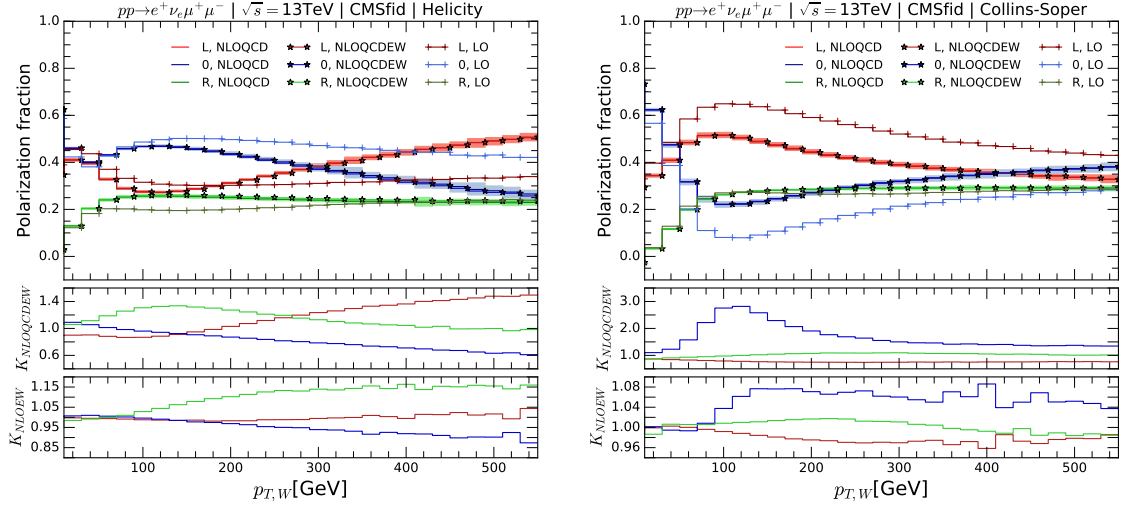 pp→e⁺νₑμ⁺μ⁻ | √s = 13TeV | CMSfid | Helicity
L, NLOQCD L, NLOQCDEW L, LO
0, NLOQCD 0, NLOQCDEW 0, LO
R, NLOQCD R, NLOQCDEW R, LO
Polarization fraction
1.0
0.8
0.6
0.4
0.2
0.0
K_NLOQCDEW
1.4
1.0
0.6
K_NLOEW
1.15
1.05
0.95
0.85
100 200 300 400 500
p_T,W[GeV]
pp→e⁺νₑμ⁺μ⁻ | √s = 13TeV | CMSfid | Collins-Soper
L, NLOQCD L, NLOQCDEW L, LO
0, NLOQCD 0, NLOQCDEW 0, LO
R, NLOQCD R, NLOQCDEW R, LO
Polarization fraction
1.0
0.8
0.6
0.4
0.2
0.0
K_NLOQCDEW
3.0
2.0
1.0
K_NLOEW
1.08
1.04
1.00
0.96
100 200 300 400 500
p_T,W[GeV]